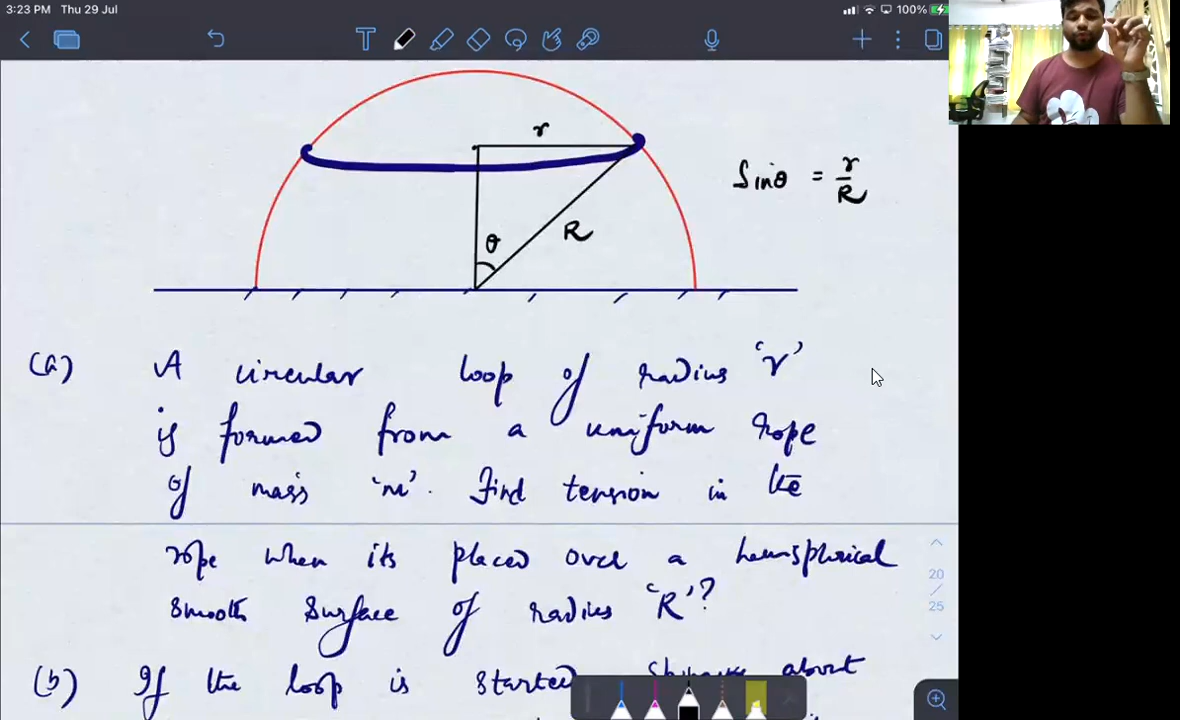 3:23 PM Thu 29 Jul
100%
T
r
Sinθ = r/R
θ
R
(a) A circular loop of radius 'r'
is formed from a uniform rope
of mass 'm'. Find tension in the
rope when its placed over a hemispherical
smooth surface of radius 'R'?
20
/
25
(b) If the loop is started about